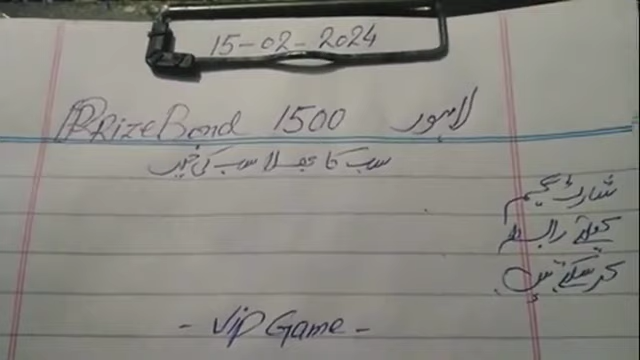 15-02-2024
PRizeBond 1500 لاہور
سب کا بھلا سب کی خیر
شارٹ گیم
کیلئے رابطہ
کر سکتے ہیں
- Vip Game -